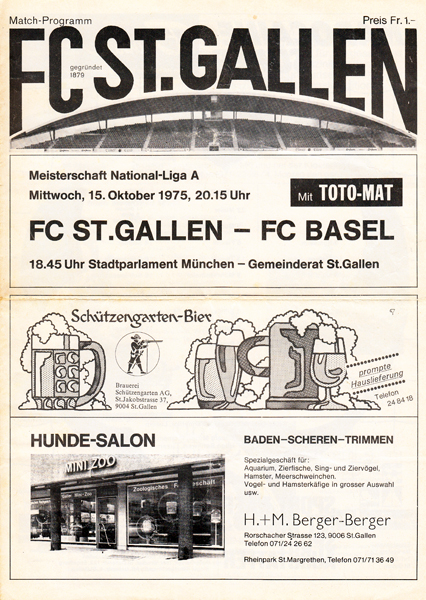 Match-Programm
Preis Fr. 1.–
FC ST. GALLEN
gegründet
1879
Meisterschaft National-Liga A
Mittwoch, 15. Oktober 1975, 20.15 Uhr
Mit TOTO-MAT
FC ST. GALLEN – FC BASEL
18.45 Uhr Stadtparlament München – Gemeinderat St. Gallen
Schützengarten-Bier
Brauerei
Schützengarten AG,
St. Jakobstrasse 37,
9004 St. Gallen
prompte
Hauslieferung
Telefon
24 84 18
HUNDE-SALON
BADEN–SCHEREN–TRIMMEN
MINI ZOO
Zoologisches Fachgeschäft
Spezialgeschäft für:
Aquarium, Zierfische, Sing- und Ziervögel,
Hamster, Meerschweinchen.
Vogel- und Hamsterkäfige in grosser Auswahl
usw.
H.+M. Berger-Berger
Rorschacher Strasse 123, 9006 St. Gallen
Telefon 071/24 26 62
Rheinpark St. Margrethen, Telefon 071/71 36 49